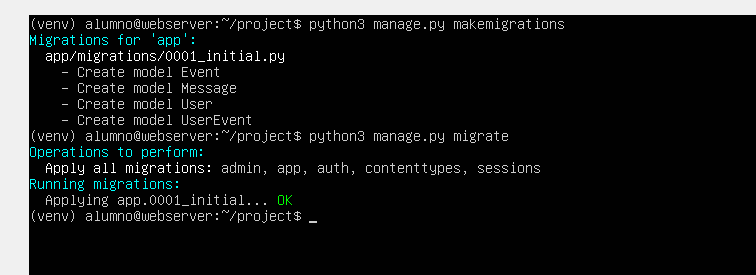 (venv) alumno@webserver:~/project$ python3 manage.py makemigrations
Migrations for 'app':
  app/migrations/0001_initial.py
    - Create model Event
    - Create model Message
    - Create model User
    - Create model UserEvent
(venv) alumno@webserver:~/project$ python3 manage.py migrate
Operations to perform:
  Apply all migrations: admin, app, auth, contenttypes, sessions
Running migrations:
  Applying app.0001_initial... OK
(venv) alumno@webserver:~/project$ _